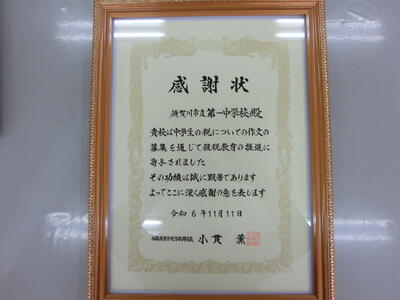 感謝状
須賀川市立第一中学校殿
貴校は中学生の税についての作文の
募集を通じて租税教育の推進に
寄与されました
その功績は誠に顕著であります
よってここに深く感謝の意を表します
令和6年11月11日
小貫 薫